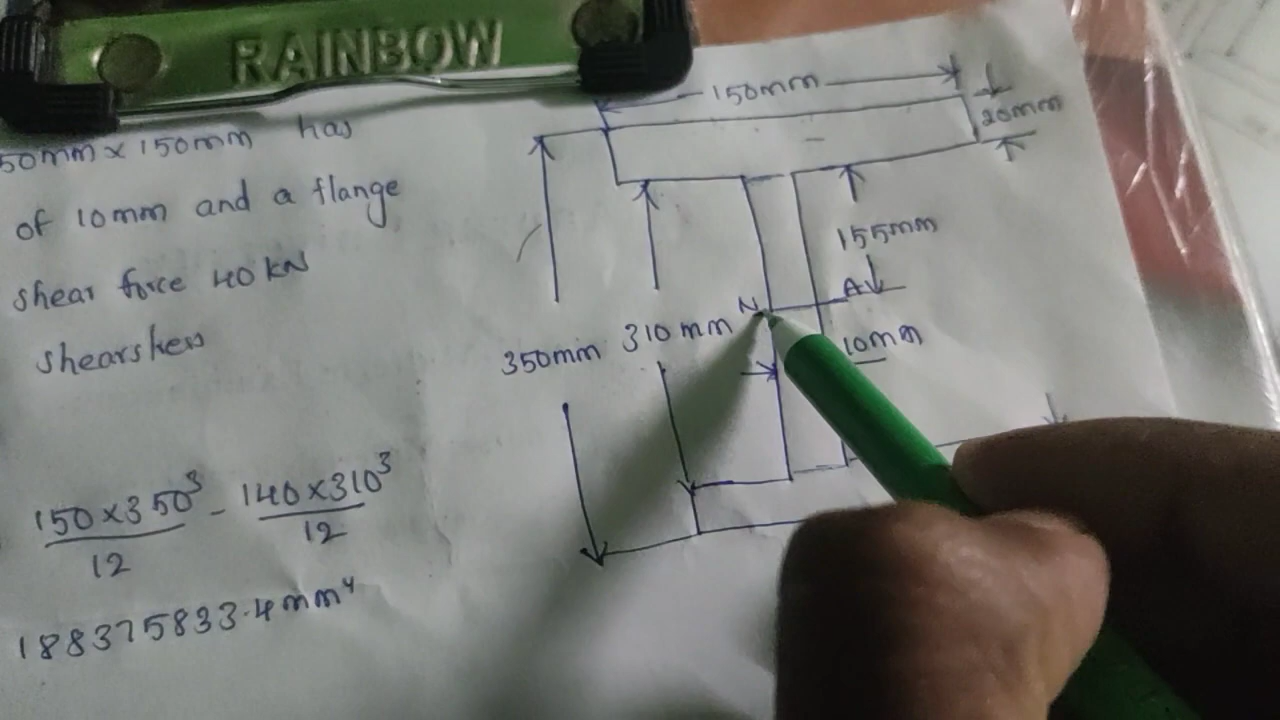 RAINBOW
50mm x 150mm has
of 10mm and a flange
shear force 40 kN
150mm
20mm
155mm
N
A
350mm
310 mm
10mm
150 x 350³ - 140 x 310³
12 12
188375833.4 mm⁴